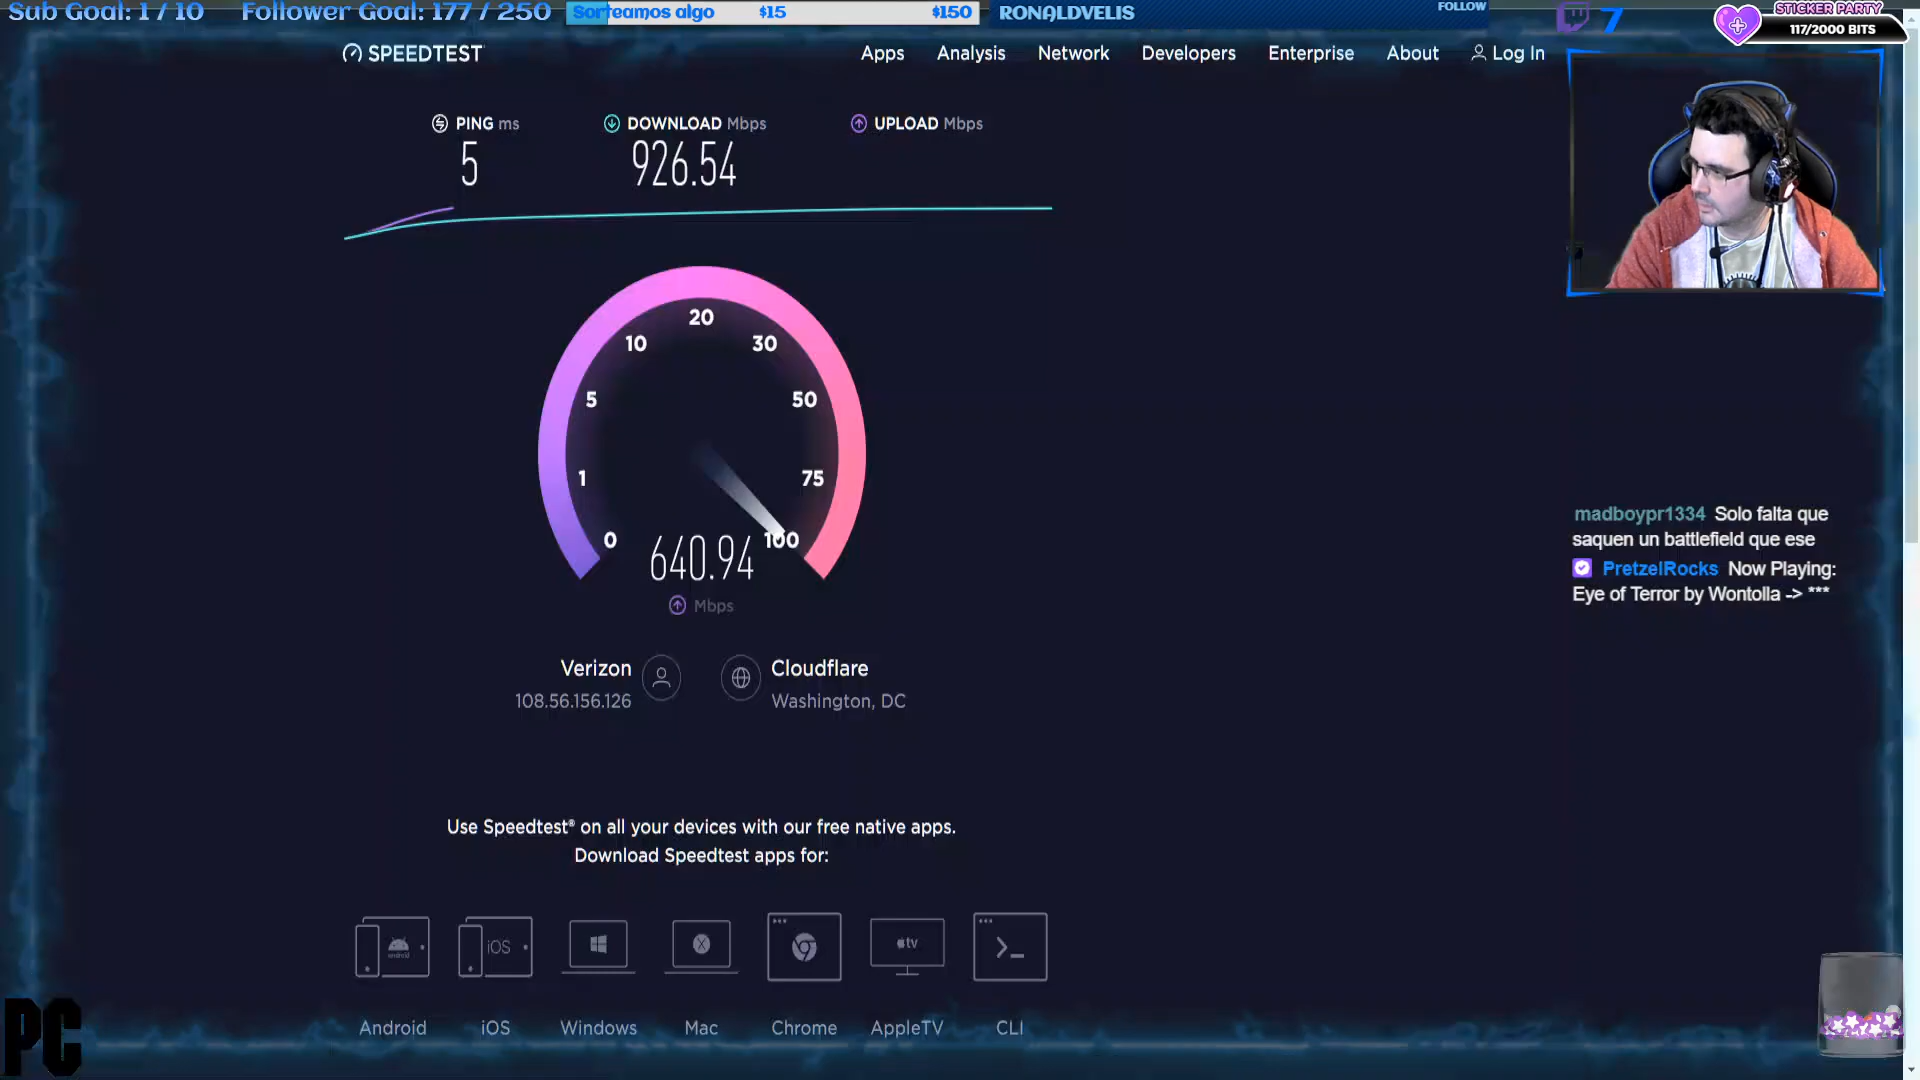 Sub Goal: 1 / 10 Follower Goal: 177 / 250 Sorteamos algo $15 $150 RONALDVELIS FOLLOW 7 STICKER PARTY
117/2000 BITS
SPEEDTEST Apps Analysis Network Developers Enterprise About Log In
PING ms DOWNLOAD Mbps UPLOAD Mbps
5 926.54
20
10 30
5 50
1 75
0 100
640.94
Mbps
madboypr1334 Solo falta que
saquen un battlefield que ese
PretzelRocks Now Playing:
Eye of Terror by Wontolla -> ***
Verizon Cloudflare
108.56.156.126 Washington, DC
Use Speedtest® on all your devices with our free native apps.
Download Speedtest apps for:
android iOS X tv >_
Android iOS Windows Mac Chrome AppleTV CLI
PC